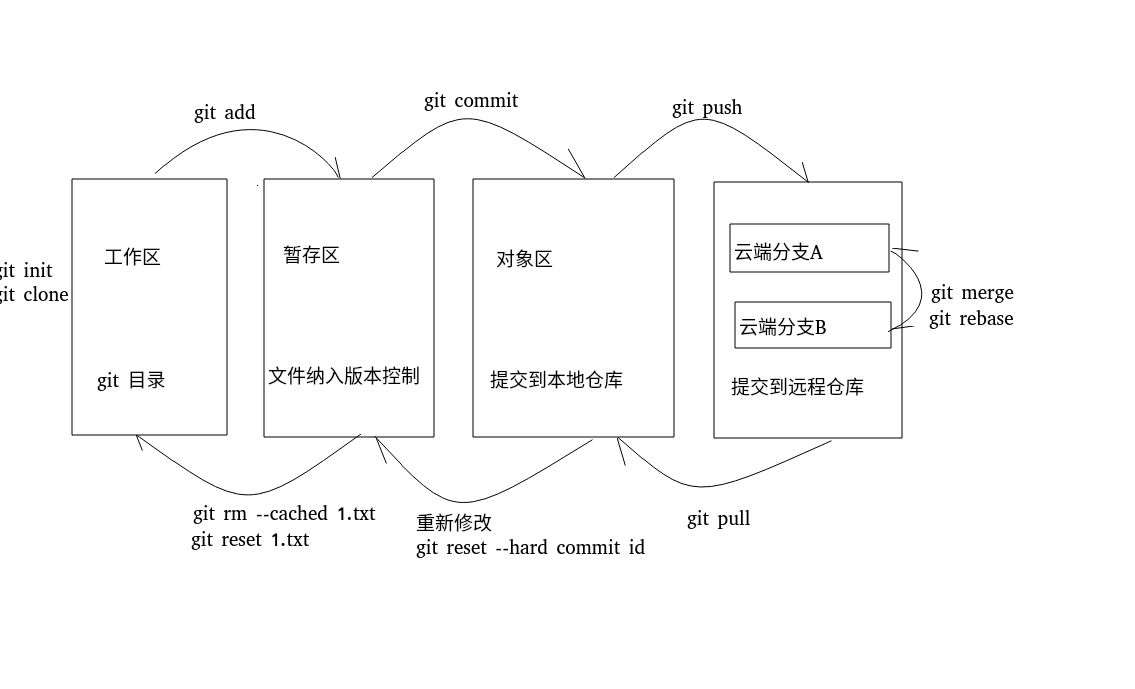 git add
git commit
git push
工作区
暂存区
对象区
云端分支A
git init
git clone
git merge
git rebase
云端分支B
git 目录
文件纳入版本控制
提交到本地仓库
提交到远程仓库
git rm --cached 1.txt
git reset 1.txt
重新修改
git reset --hard commit id
git pull